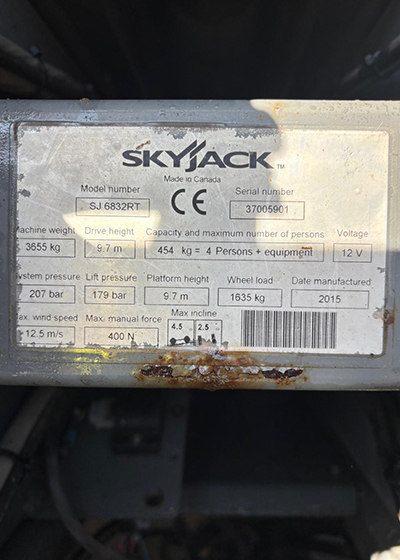 SKYJACK TM
Made in Canada
Model number Serial number
SJ 6832RT CE 37005901
Machine weight Drive height Capacity and maximum number of persons Voltage
3655 kg 9.7 m 454 kg = 4 Persons + equipment 12 V
System pressure Lift pressure Platform height Wheel load Date manufactured
207 bar 179 bar 9.7 m 1635 kg 2015
Max. wind speed Max. manual force Max incline
12.5 m/s 400 N 4.5 2.5